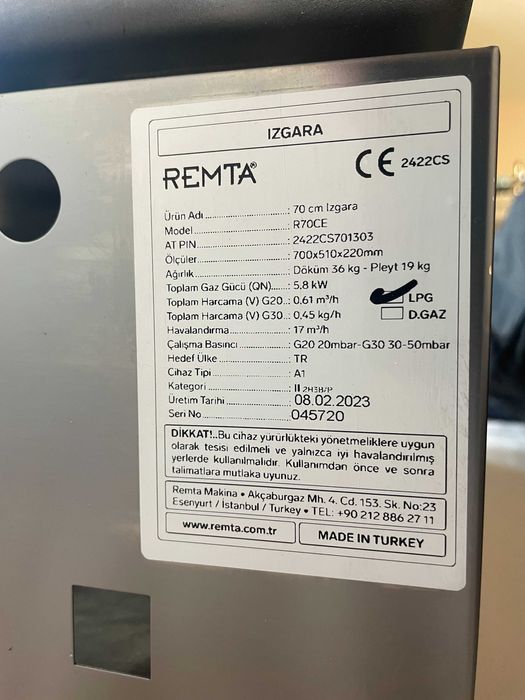 IZGARA
REMTA® CE 2422CS
Ürün Adı : 70 cm Izgara
Model : R70CE
AT PIN : 2422CS701303
Ölçüler : 700x510x220mm
Ağırlık : Döküm 36 kg - Pleyt 19 kg
Toplam Gaz Gücü (QN) : 5.8 kW
Toplam Harcama (V) G20 : 0,61 m³/h LPG
Toplam Harcama (V) G30 : 0,45 kg/h D.GAZ
Havalandırma : 17 m³/h
Çalışma Basıncı : G20 20mbar-G30 30-50mbar
Hedef Ülke : TR
Cihaz Tipi : A1
Kategori : II 2H3B/P
Üretim Tarihi 08.02.2023
Seri No 045720
DİKKAT!..Bu cihaz yürürlükteki yönetmeliklere uygun
olarak tesisi edilmeli ve yalnızca iyi havalandırılmış
yerlerde kullanılmalıdır. Kullanımdan önce ve sonra
talimatlara mutlaka uyunuz.
Remta Makina • Akçaburgaz Mh. 4. Cd. 153. Sk. No:23
Esenyurt / İstanbul / Turkey • TEL: +90 212 886 27 11
www.remta.com.tr MADE IN TURKEY